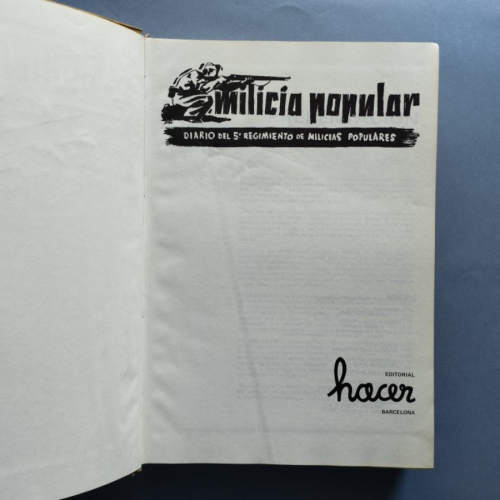 milicia popular
DIARIO DEL 5º REGIMIENTO DE MILICIAS POPULARES
EDITORIAL
hacer
BARCELONA